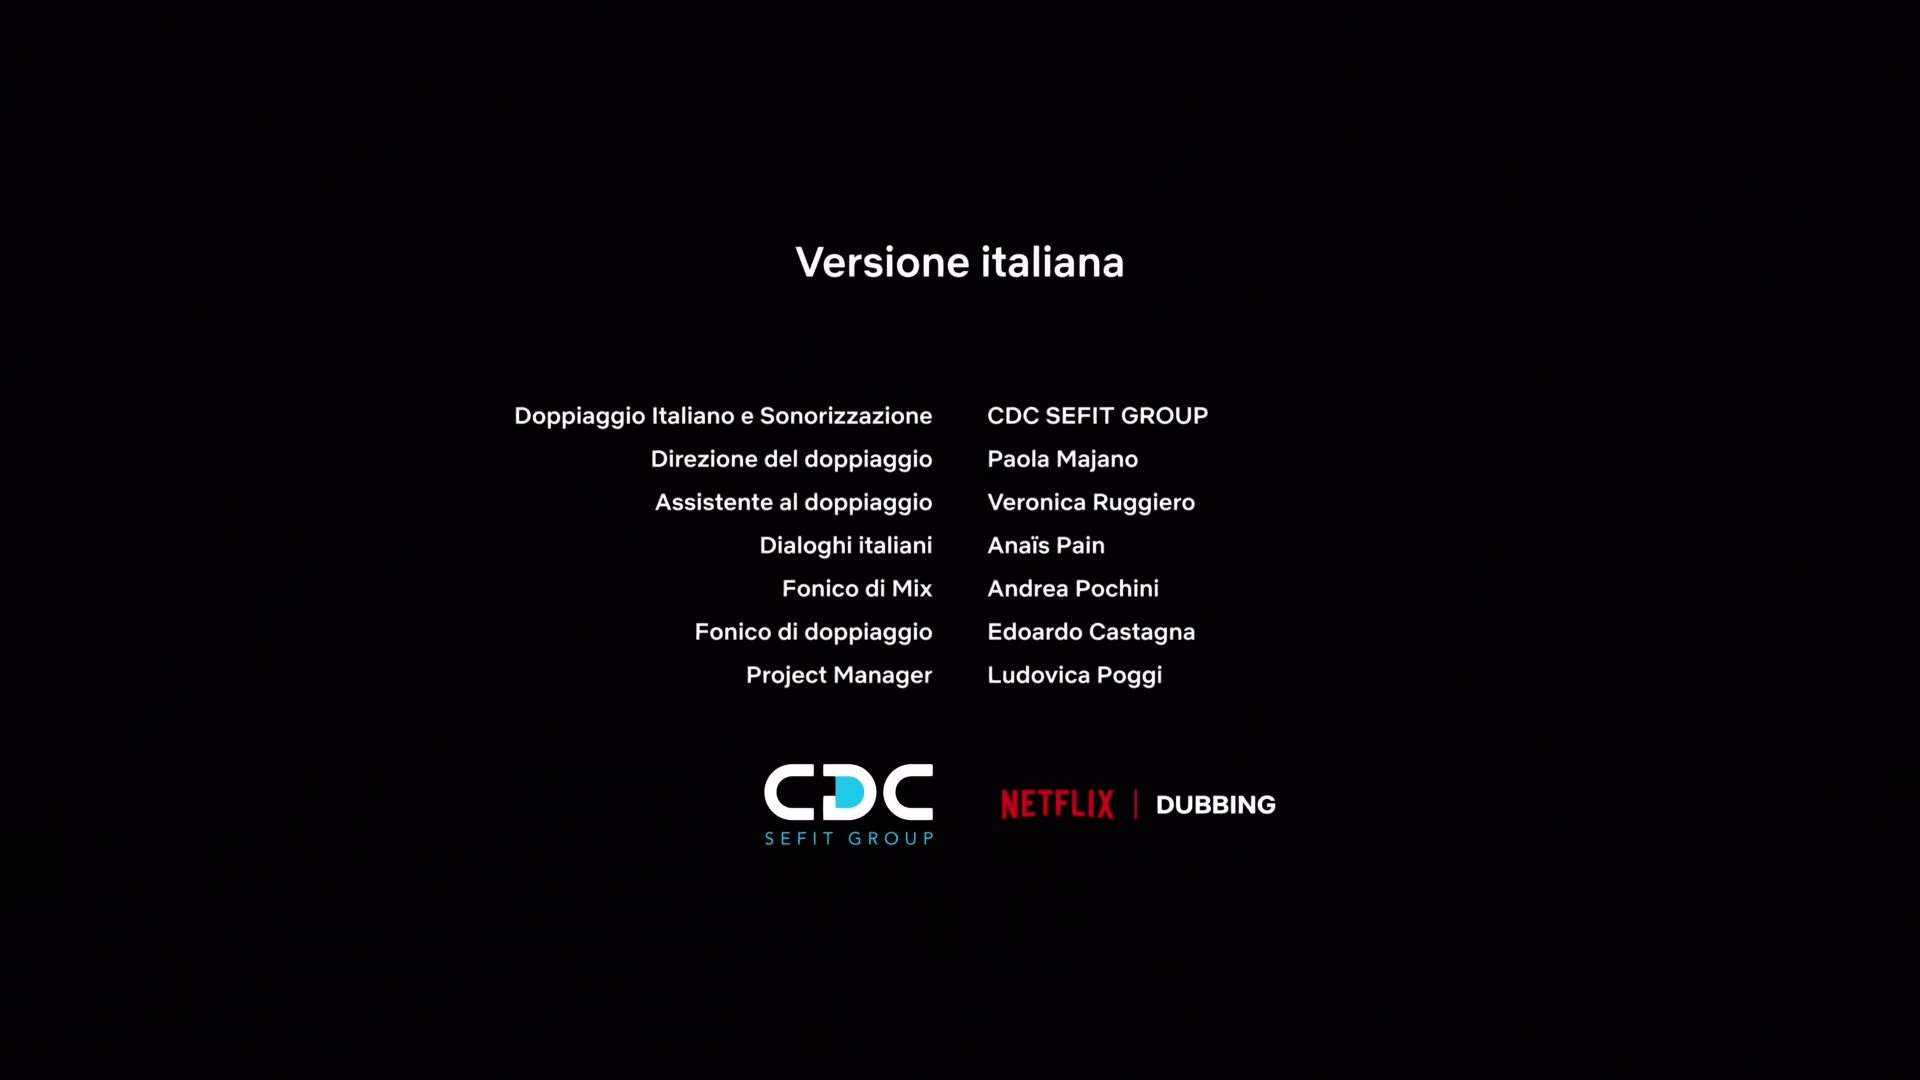 Versione italiana
Doppiaggio Italiano e Sonorizzazione CDC SEFIT GROUP
Direzione del doppiaggio Paola Majano
Assistente al doppiaggio Veronica Ruggiero
Dialoghi italiani Anaïs Pain
Fonico di Mix Andrea Pochini
Fonico di doppiaggio Edoardo Castagna
Project Manager Ludovica Poggi
CDC
SEFIT GROUP
NETFLIX | DUBBING